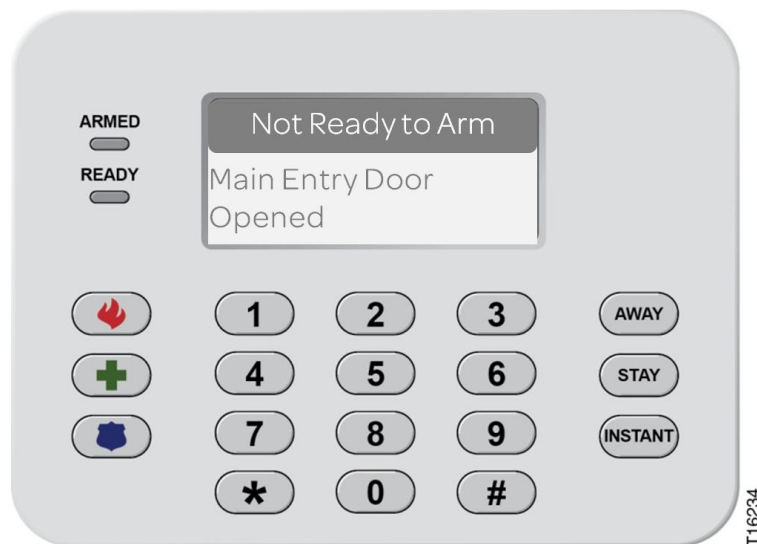 ARMED
READY
Not Ready to Arm
Main Entry Door
Opened
1 2 3 AWAY
4 5 6 STAY
7 8 9 INSTANT
* 0 #
T16234